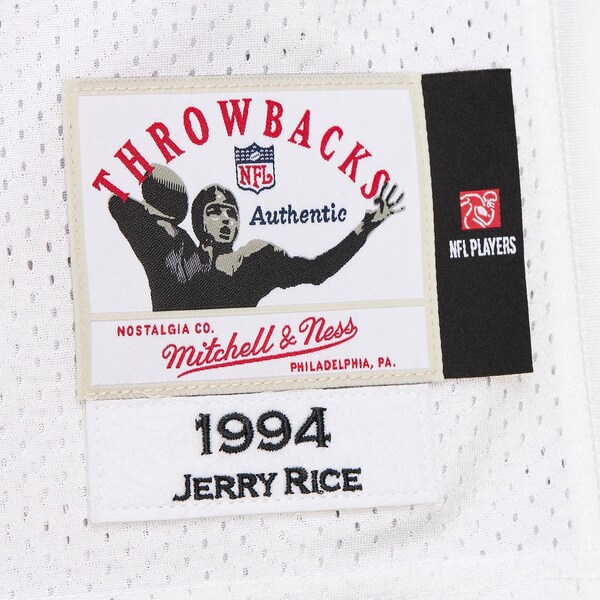 THROWBACKS
NFL
Authentic
NFL PLAYERS
NOSTALGIA CO.
Mitchell & Ness
PHILADELPHIA, PA.
1994
JERRY RICE